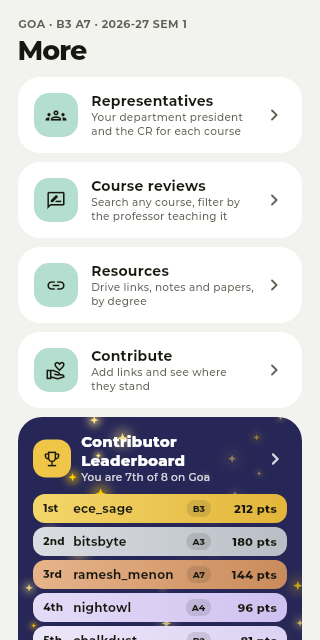 GOA · B3 A7 · 2026-27 SEM 1
More
Representatives
Your department president
and the CR for each course
Course reviews
Search any course, filter by
the professor teaching it
Resources
Drive links, notes and papers,
by degree
Contribute
Add links and see where
they stand
Contributor
Leaderboard
You are 7th of 8 on Goa
1st ece_sage B3 212 pts
2nd bitsbyte A3 180 pts
3rd ramesh_menon A7 144 pts
4th nightowl A4 96 pts